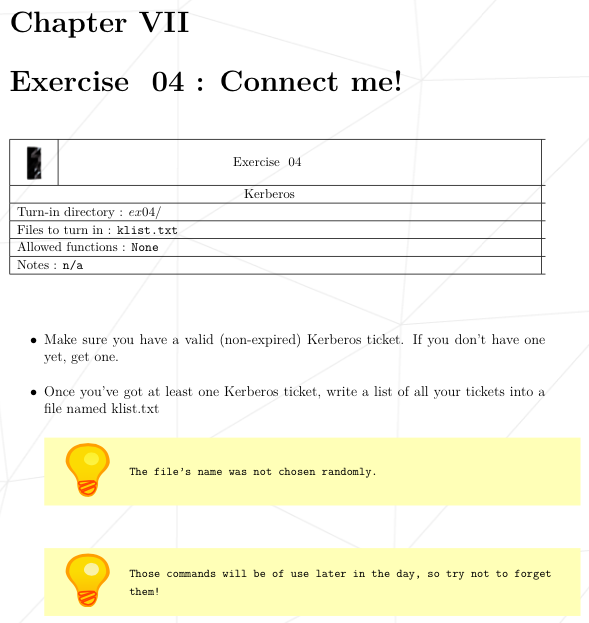 Chapter VII
Exercise 04 : Connect me!
Exercise 04
Kerberos
Turn-in directory : ex04/
Files to turn in : klist.txt
Allowed functions : None
Notes : n/a
• Make sure you have a valid (non-expired) Kerberos ticket. If you don't have one
yet, get one.
• Once you've got at least one Kerberos ticket, write a list of all your tickets into a
file named klist.txt
The file's name was not chosen randomly.
Those commands will be of use later in the day, so try not to forget
them!